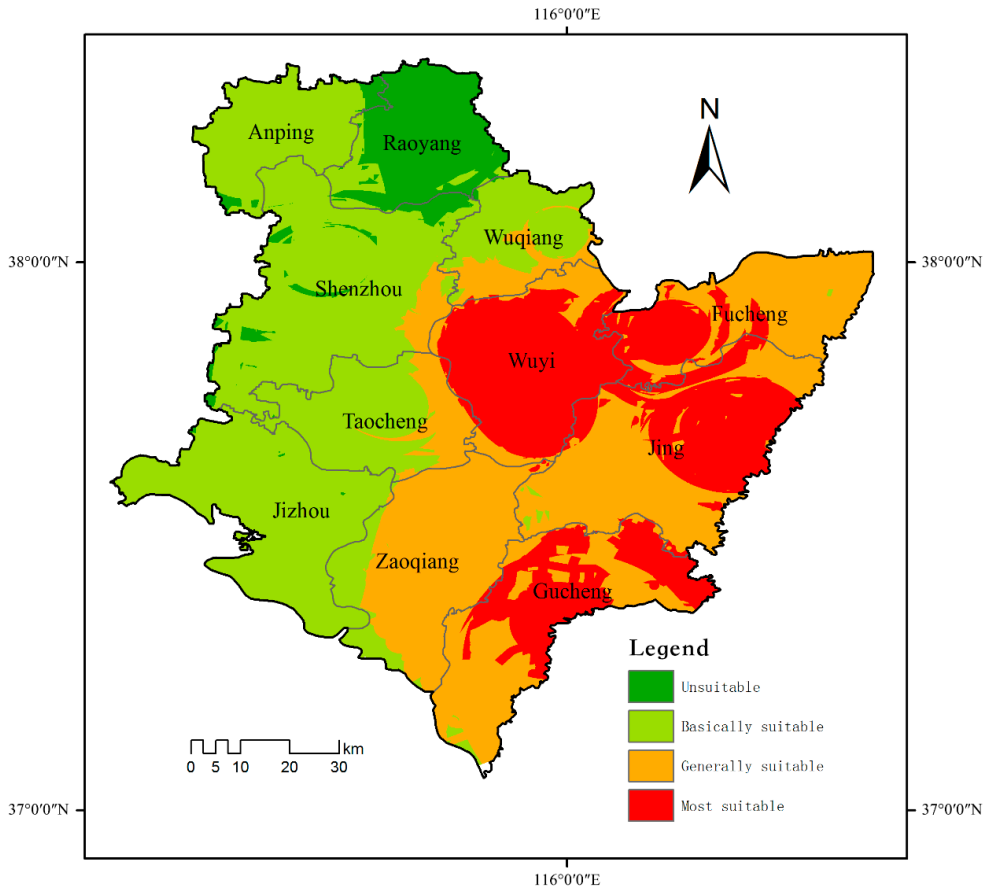 116°0′0″E
N
Anping
Raoyang
Wuqiang
38°0′0″N
38°0′0″N
Shenzhou
Fucheng
Wuyi
Taocheng
Jing
Jizhou
Zaoqiang
Gucheng
Legend
Unsuitable
Basically suitable
Generally suitable
Most suitable
km
0 5 10 20 30
37°0′0″N
37°0′0″N
116°0′0″E